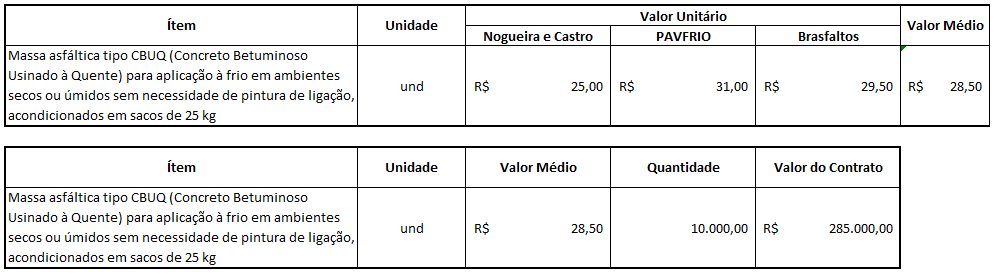 Ítem Unidade Valor Unitário Valor Médio
Nogueira e Castro PAVFRIO Brasfaltos
Massa asfáltica tipo CBUQ (Concreto Betuminoso
Usinado à Quente) para aplicação à frio em ambientes
secos ou úmidos sem necessidade de pintura de ligação,
acondicionados em sacos de 25 kg
und R$ 25,00 R$ 31,00 R$ 29,50 R$ 28,50
Ítem Unidade Valor Médio Quantidade Valor do Contrato
Massa asfáltica tipo CBUQ (Concreto Betuminoso
Usinado à Quente) para aplicação à frio em ambientes
secos ou úmidos sem necessidade de pintura de ligação,
acondicionados em sacos de 25 kg
und R$ 28,50 10.000,00 R$ 285.000,00